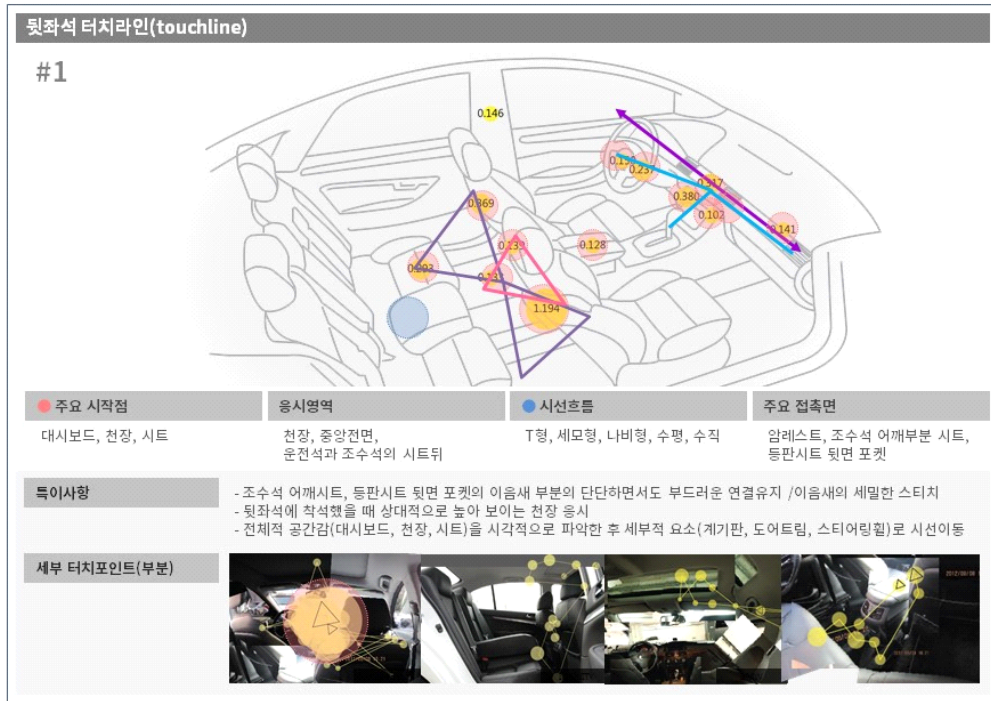 뒷좌석 터치라인(touchline)
#1
0.146
0.237
0.317
0.380
0.102
0.141
0.369
0.128
1.194
주요 시작점
대시보드, 천장, 시트
응시영역
천장, 중앙전면,
운전석과 조수석의 시트뒤
시선흐름
T형, 세모형, 나비형, 수평, 수직
주요 접촉면
암레스트, 조수석 어깨부분 시트,
등판시트 뒷면 포켓
특이사항
- 조수석 어깨시트, 등판시트 뒷면 포켓의 이음새 부분의 단단하면서도 부드러운 연결유지 /이음새의 세밀한 스티치
- 뒷좌석에 착석했을 때 상대적으로 높아 보이는 천장 응시
- 전체적 공간감(대시보드, 천장, 시트)을 시각적으로 파악한 후 세부적 요소(계기판, 도어트림, 스티어링휠)로 시선이동
세부 터치포인트(부분)